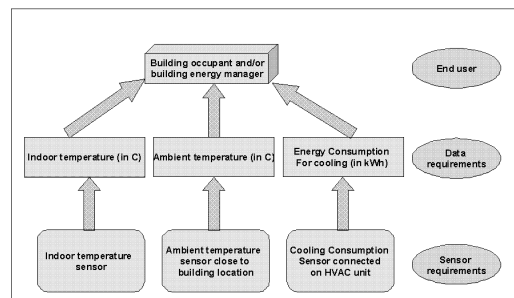 Building occupant and/or
building energy manager
End user
Indoor temperature (in C)
Ambient temperature (in C)
Energy Consumption
For cooling (in kWh)
Data
requirements
Indoor temperature
sensor
Ambient temperature
sensor close to
building location
Cooling Consumption
Sensor connected
on HVAC unit
Sensor
requirements